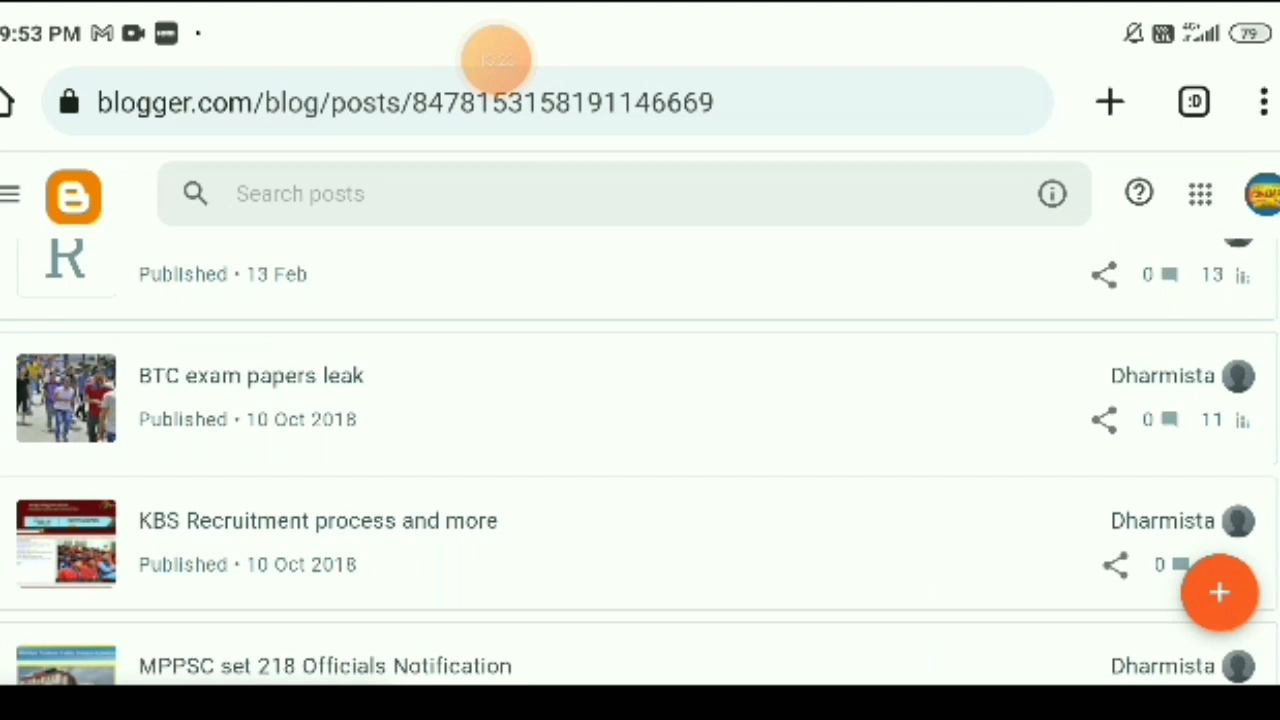 9:53 PM
79
blogger.com/blog/posts/8478153158191146669
:D
Search posts
R
Published • 13 Feb
0 13
BTC exam papers leak
Dharmista
Published • 10 Oct 2018
0 11
KBS Recruitment process and more
Dharmista
Published • 10 Oct 2018
0
MPPSC set 218 Officials Notification
Dharmista